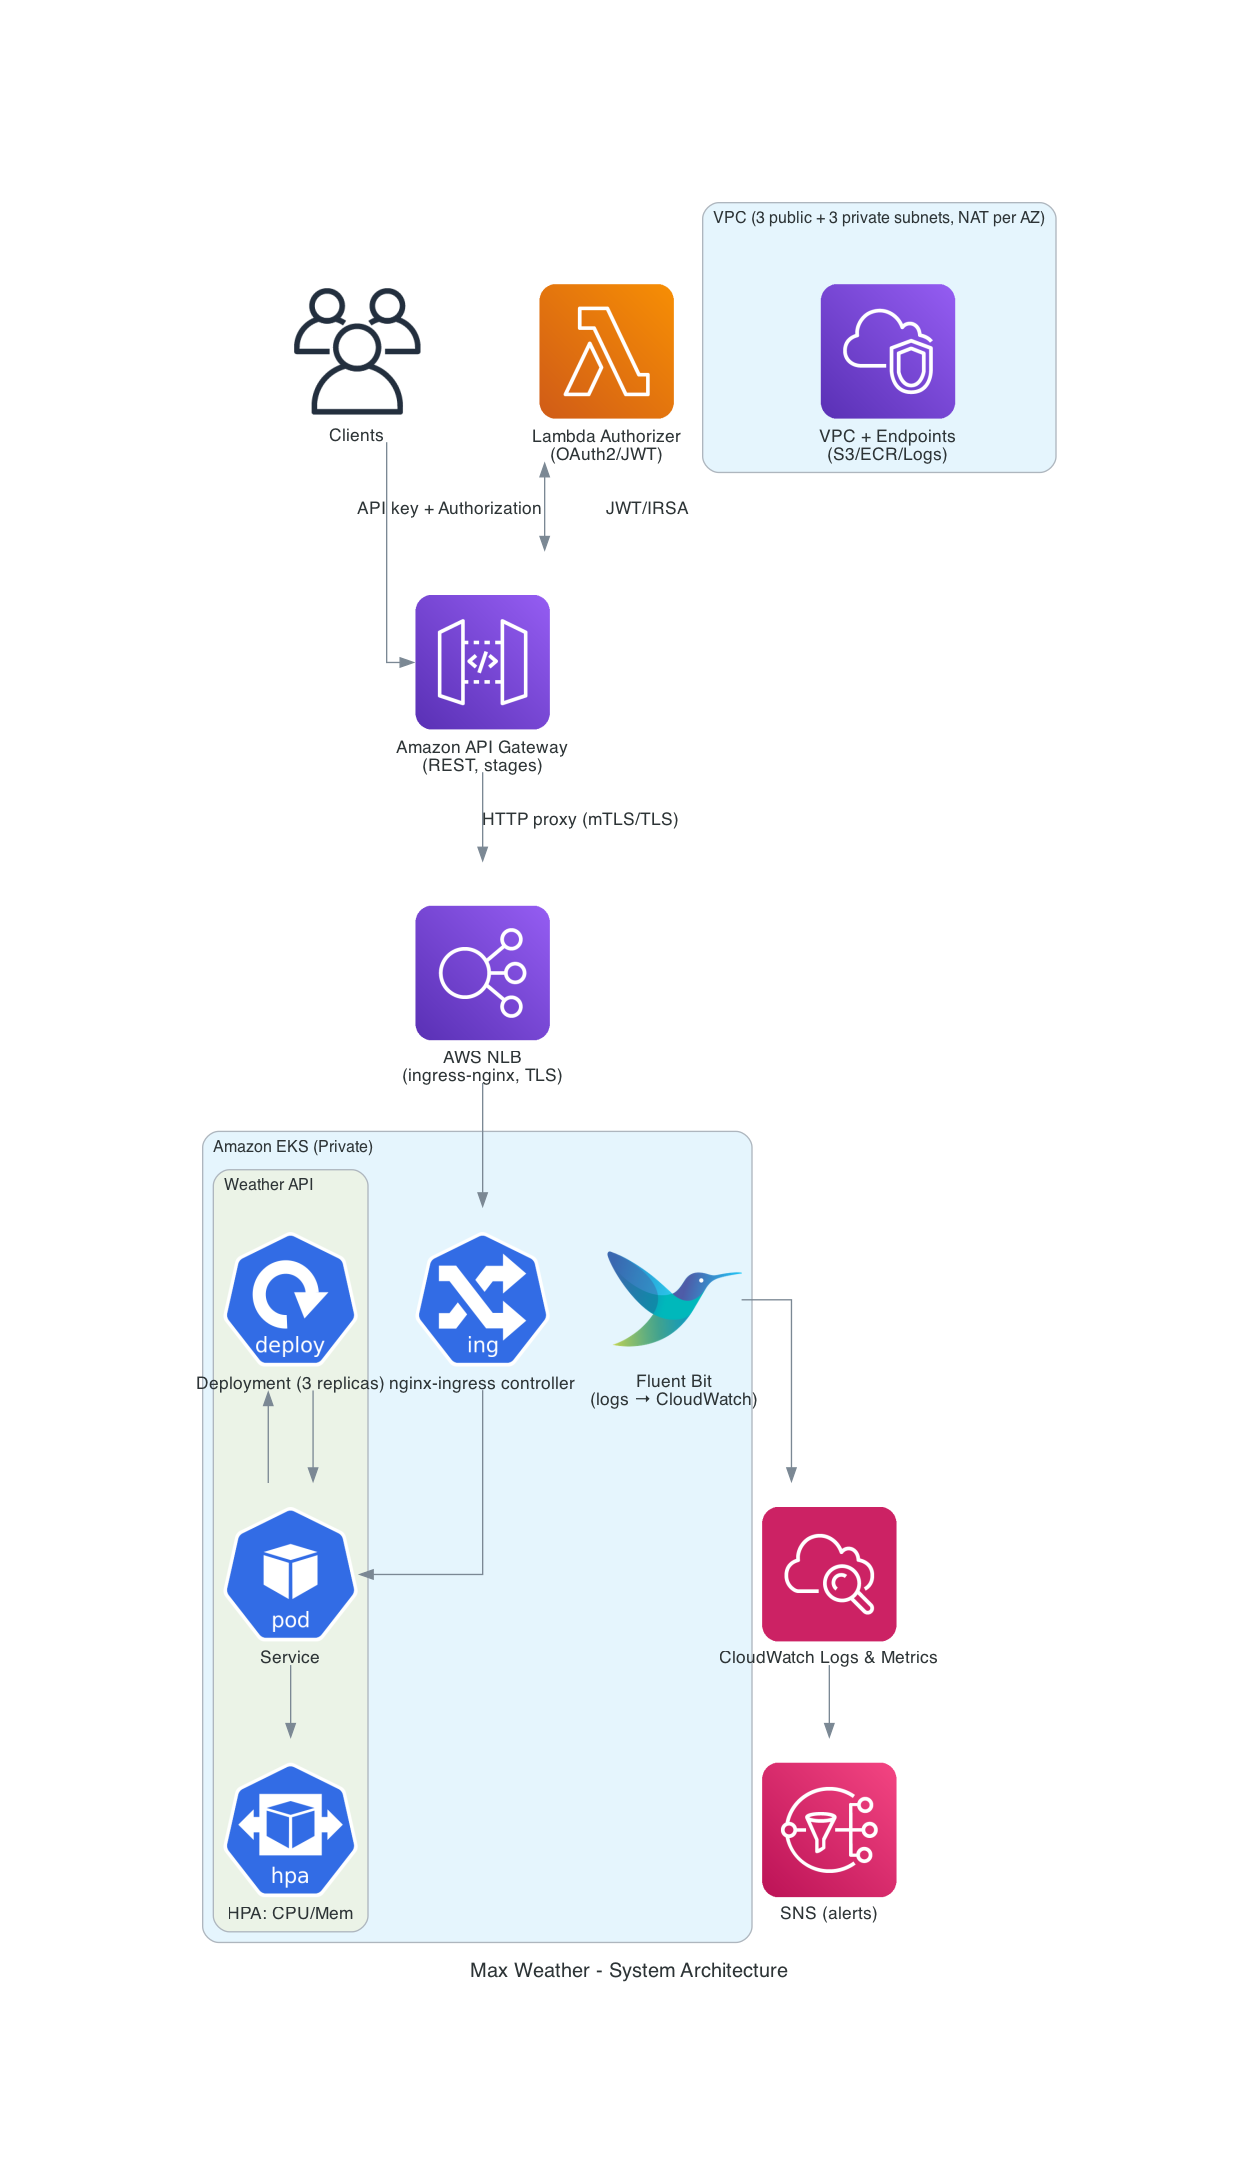 VPC (3 public + 3 private subnets, NAT per AZ)
Clients
Lambda Authorizer
(OAuth2/JWT)
VPC + Endpoints
(S3/ECR/Logs)
API key + Authorization
JWT/IRSA
Amazon API Gateway
(REST, stages)
HTTP proxy (mTLS/TLS)
AWS NLB
(ingress-nginx, TLS)
Amazon EKS (Private)
Weather API
deploy
ing
Deployment (3 replicas)
nginx-ingress controller
Fluent Bit
(logs → CloudWatch)
pod
Service
CloudWatch Logs & Metrics
hpa
HPA: CPU/Mem
SNS (alerts)
Max Weather - System Architecture